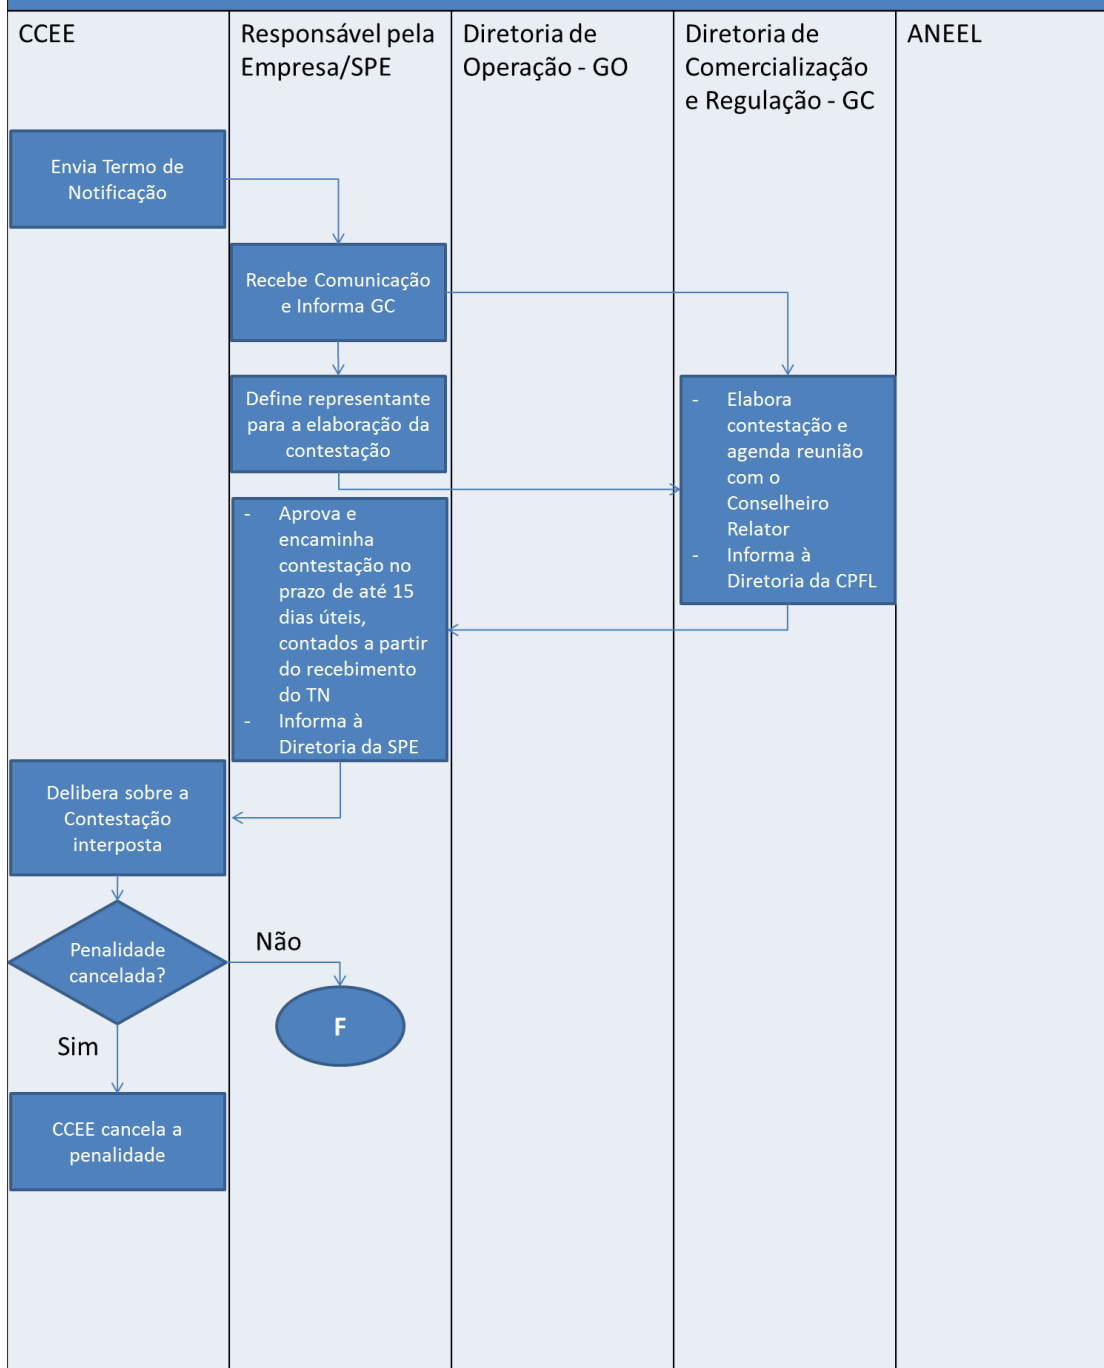 CCEE
Responsável pela
Empresa/SPE
Diretoria de
Operação - GO
Diretoria de
Comercialização
e Regulação - GC
ANEEL
Envia Termo de
Notificação
Recebe Comunicação
e Informa GC
Define representante
para a elaboração da
contestação
- Elabora
contestação e
agenda reunião
com o
Conselheiro
Relator
- Informa à
Diretoria da CPFL
- Aprova e
encaminha
contestação no
prazo de até 15
dias úteis,
contados a partir
do recebimento
do TN
- Informa à
Diretoria da SPE
Delibera sobre a
Contestação
interposta
Penalidade
cancelada?
Não
F
Sim
CCEE cancela a
penalidade